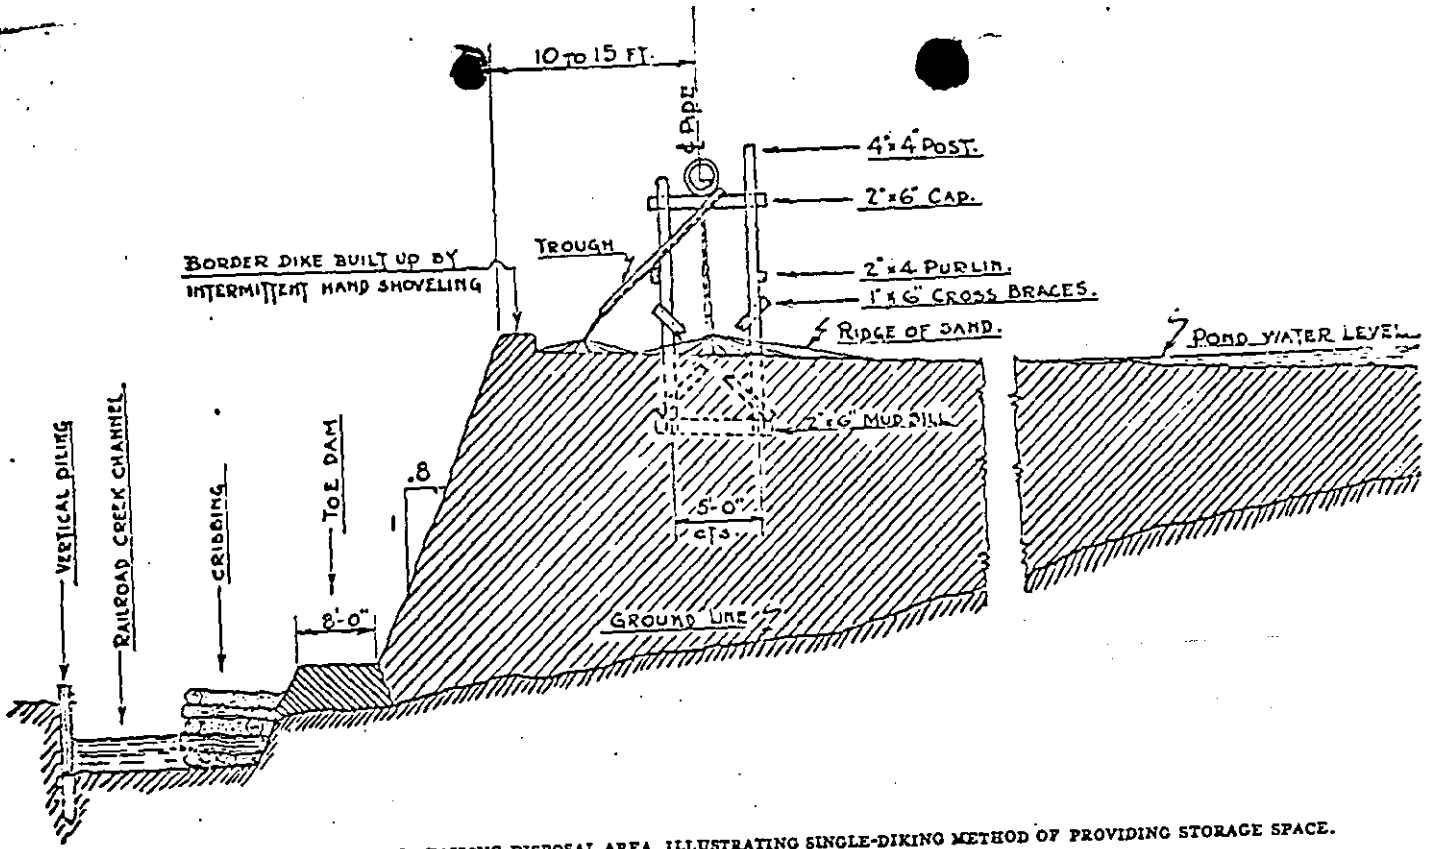 10 TO 15 FT.
℄ PIPE
4"x4" POST.
2"x6" CAP.
TROUGH
BORDER DIKE BUILT UP BY
INTERMITTENT HAND SHOVELING
2"x4 PURLIN.
1"x6" CROSS BRACES.
RIDGE OF SAND.
POND WATER LEVEL
VERTICAL PILING
RAILROAD CREEK CHANNEL
CRIBBING
TOE DAM
2"x6" MUD SILL
.8
1
5'-0"
CTS.
8'-0"
GROUND LINE
DISPOSAL AREA, ILLUSTRATING SINGLE-DIKING METHOD OF PROVIDING STORAGE SPACE.